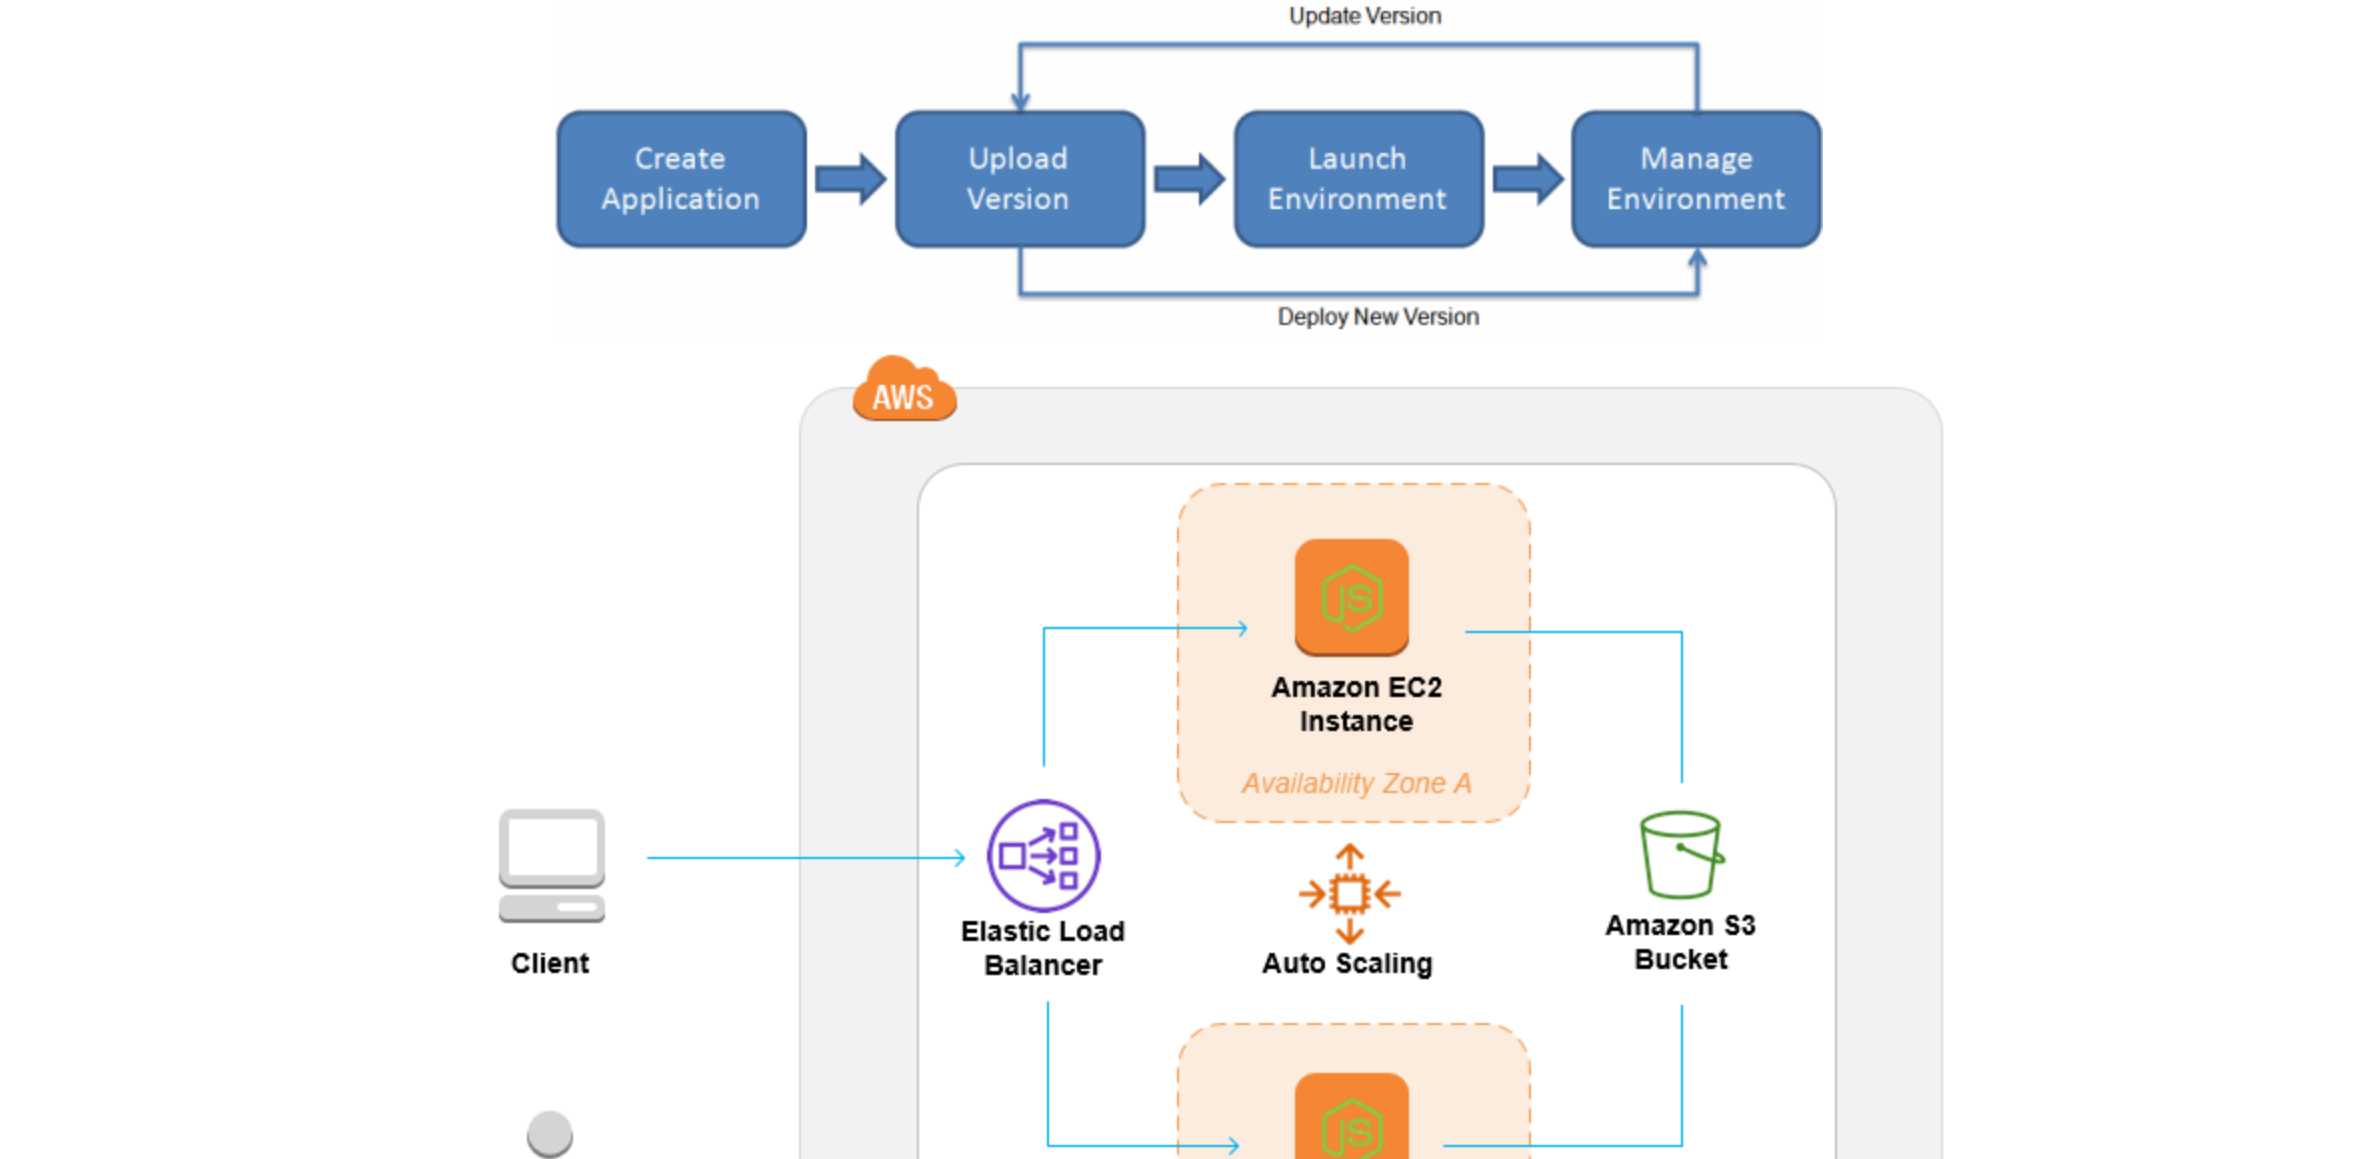 Update Version
Create
Application
Upload
Version
Launch
Environment
Manage
Environment
Deploy New Version
AWS
JS
Amazon EC2
Instance
Availability Zone A
Client
Elastic Load
Balancer
Auto Scaling
Amazon S3
Bucket
JS